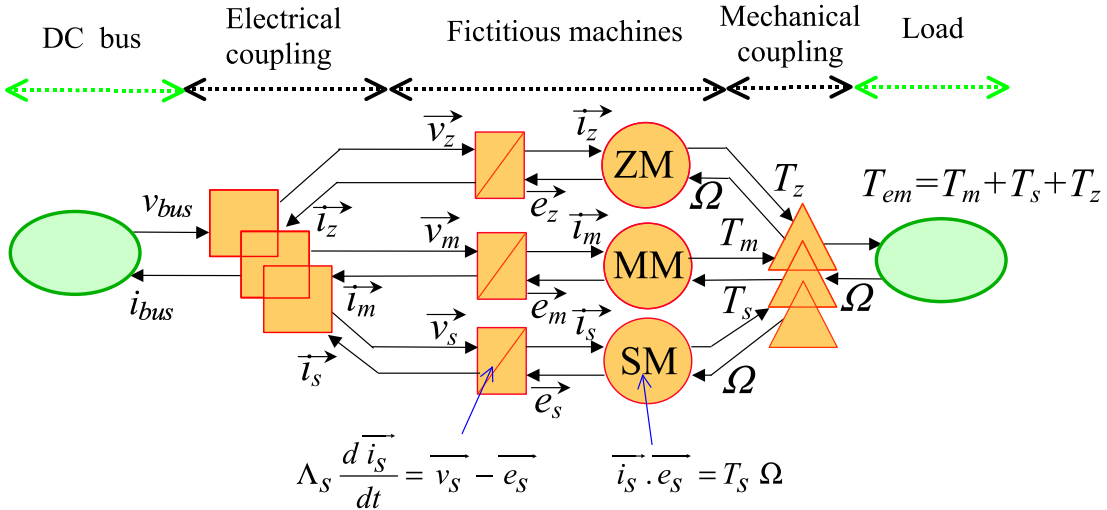 DC bus
Electrical
coupling
Fictitious machines
Mechanical
coupling
Load
v_z
i_z
ZM
T_z
T_em=T_m+T_s+T_z
v_bus
i_z
e_z
Ω
v_m
i_m
MM
T_m
i_bus
i_m
e_m
T_s
Ω
v_s
i_s
SM
i_s
e_s
Ω
Λ_s d i_s / dt = v_s − e_s
i_s . e_s = T_s Ω